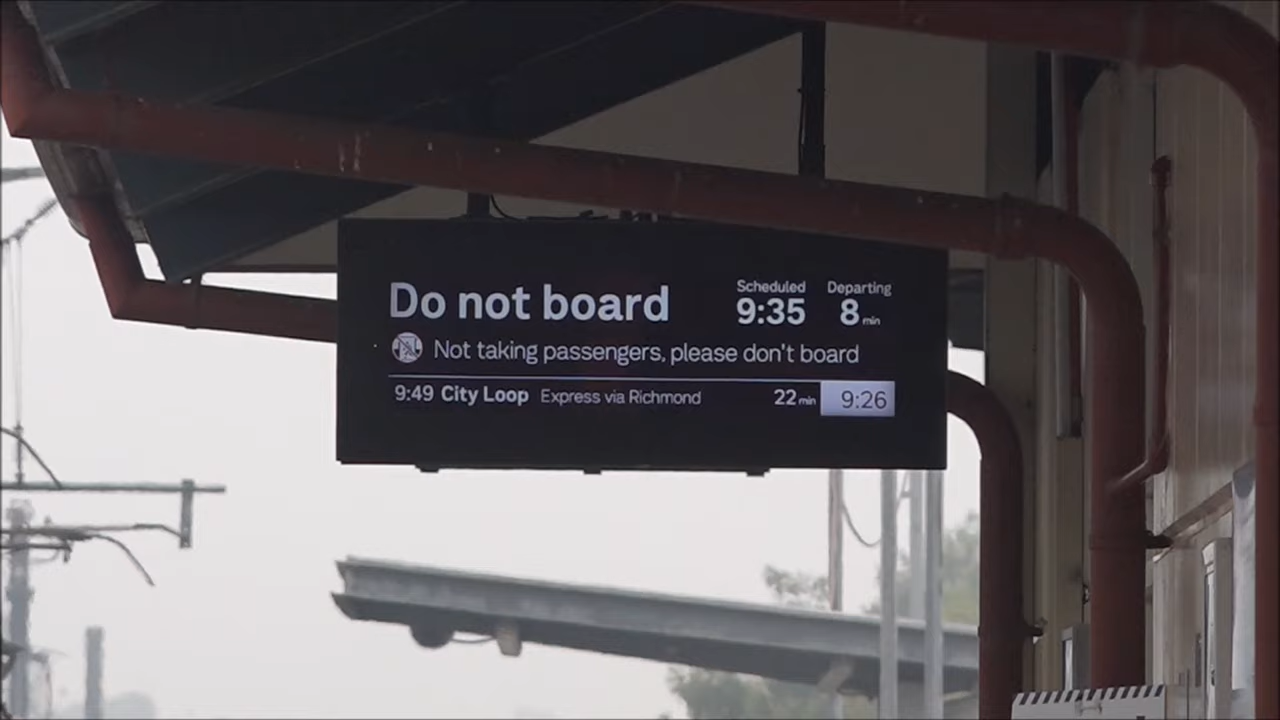 Do not board Scheduled 9:35 Departing 8 min
Not taking passengers, please don't board
9:49 City Loop Express via Richmond 22 min 9:26